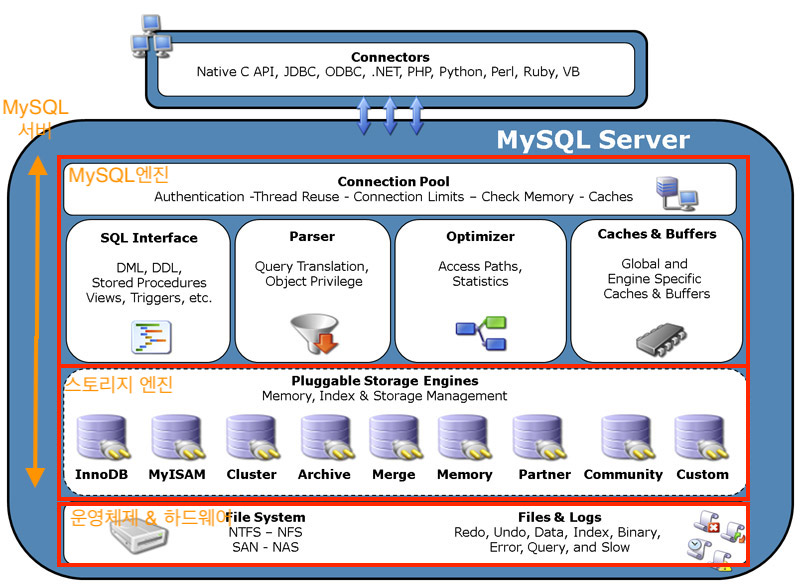 Connectors
Native C API, JDBC, ODBC, .NET, PHP, Python, Perl, Ruby, VB
MySQL
서버
MySQL Server
MySQL엔진
Connection Pool
Authentication -Thread Reuse - Connection Limits – Check Memory - Caches
SQL Interface
DML, DDL,
Stored Procedures
Views, Triggers, etc.
Parser
Query Translation,
Object Privilege
Optimizer
Access Paths,
Statistics
Caches & Buffers
Global and
Engine Specific
Caches & Buffers
스토리지 엔진
Pluggable Storage Engines
Memory, Index & Storage Management
InnoDB
MyISAM
Cluster
Archive
Merge
Memory
Partner
Community
Custom
운영체제 & 하드웨어
File System
NTFS – NFS
SAN - NAS
Files & Logs
Redo, Undo, Data, Index, Binary,
Error, Query, and Slow